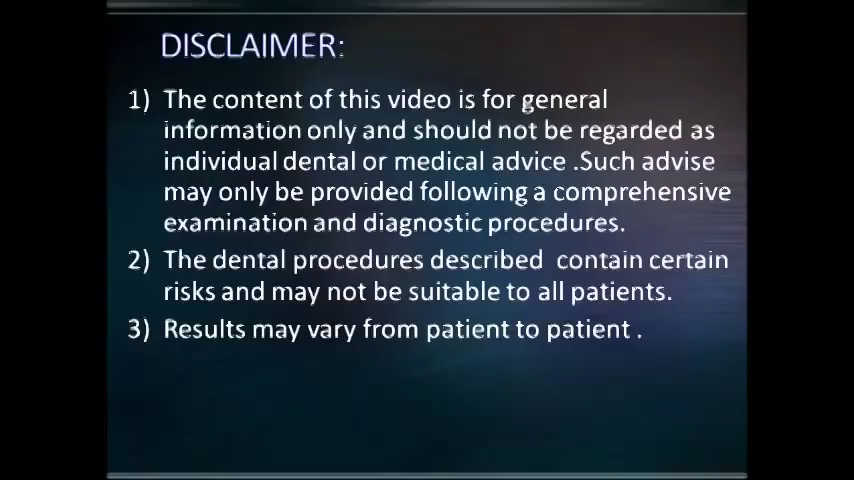 DISCLAIMER:
1) The content of this video is for general
information only and should not be regarded as
individual dental or medical advice .Such advise
may only be provided following a comprehensive
examination and diagnostic procedures.
2) The dental procedures described  contain certain
risks and may not be suitable to all patients.
3) Results may vary from patient to patient .